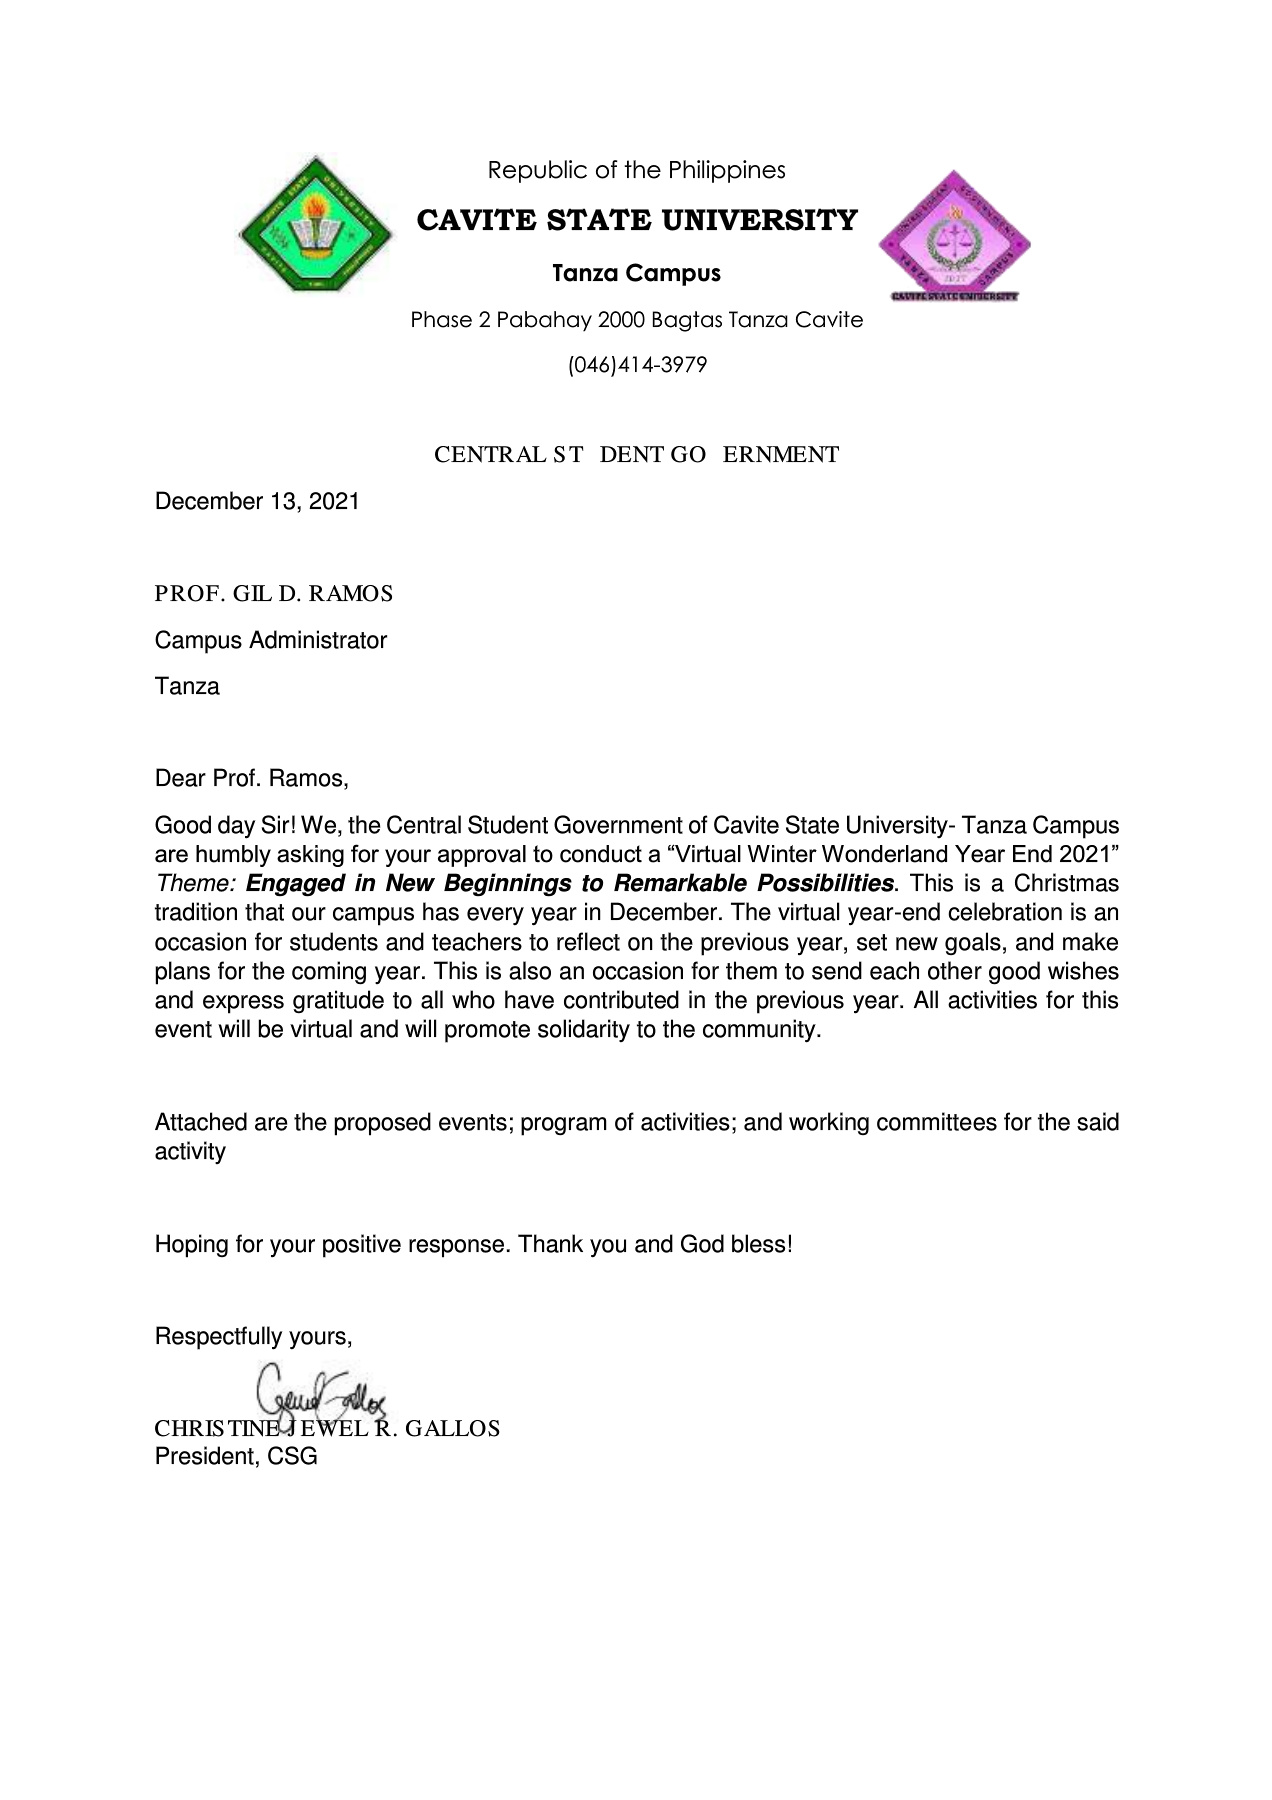 Republic of the Philippines
CAVITE STATE UNIVERSITY
Tanza Campus
Phase 2 Pabahay 2000 Bagtas Tanza Cavite
(046)414-3979
CAVITE STATE UNIVERSITY
CENTRAL ST DENT GO ERNMENT
December 13, 2021
PROF. GIL D. RAMOS
Campus Administrator
Tanza
Dear Prof. Ramos,
Good day Sir! We, the Central Student Government of Cavite State University- Tanza Campus
are humbly asking for your approval to conduct a “Virtual Winter Wonderland Year End 2021”
Theme: Engaged in New Beginnings to Remarkable Possibilities. This is a Christmas
tradition that our campus has every year in December. The virtual year-end celebration is an
occasion for students and teachers to reflect on the previous year, set new goals, and make
plans for the coming year. This is also an occasion for them to send each other good wishes
and express gratitude to all who have contributed in the previous year. All activities for this
event will be virtual and will promote solidarity to the community.
Attached are the proposed events; program of activities; and working committees for the said
activity
Hoping for your positive response. Thank you and God bless!
Respectfully yours,
CHRISTINE JEWEL R. GALLOS
President, CSG